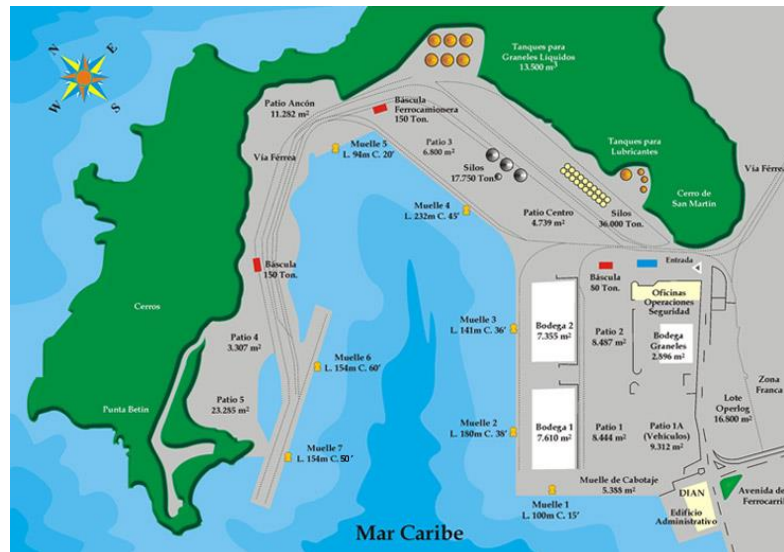 N
E
W
S
Tanques para
Graneles Líquidos
13.500 m³
Patio Ancón
11.282 m²
Báscula
Ferrocamionera
150 Ton.
Vía Férrea
Muelle 5
L. 94m C. 20'
Patio 3
6.800 m²
Silos
17.750 Ton.
Tanques para
Lubricantes
Cerro de
San Martín
Vía
Férrea
Muelle 4
L. 232m C. 45'
Patio Centro
4.739 m²
Silos
36.000 Ton.
Báscula
150 Ton.
Báscula
80 Ton.
Entrada
Oficinas
Operaciones
Seguridad
Cerros
Muelle 3
L. 141m C. 36'
Bodega 2
7.355 m²
Patio 2
8.487 m²
Bodega
Graneles
2.896 m²
Patio 4
3.307 m²
Muelle 6
L. 154m C. 60'
Zona
Franca
Patio 5
23.285 m²
Punta Betín
Lote
Operlog
16.800 m²
Muelle 2
L. 180m C. 38'
Bodega 1
7.610 m²
Patio 1
8.444 m²
Patio 1A
(Vehículos)
9.312 m²
Muelle 7
L. 154m C. 50'
Muelle de Cabotaje
5.388 m²
Muelle 1
L. 100m C. 15'
DIAN
Edificio
Administrativo
Avenida de
Ferrocarri
Mar Caribe